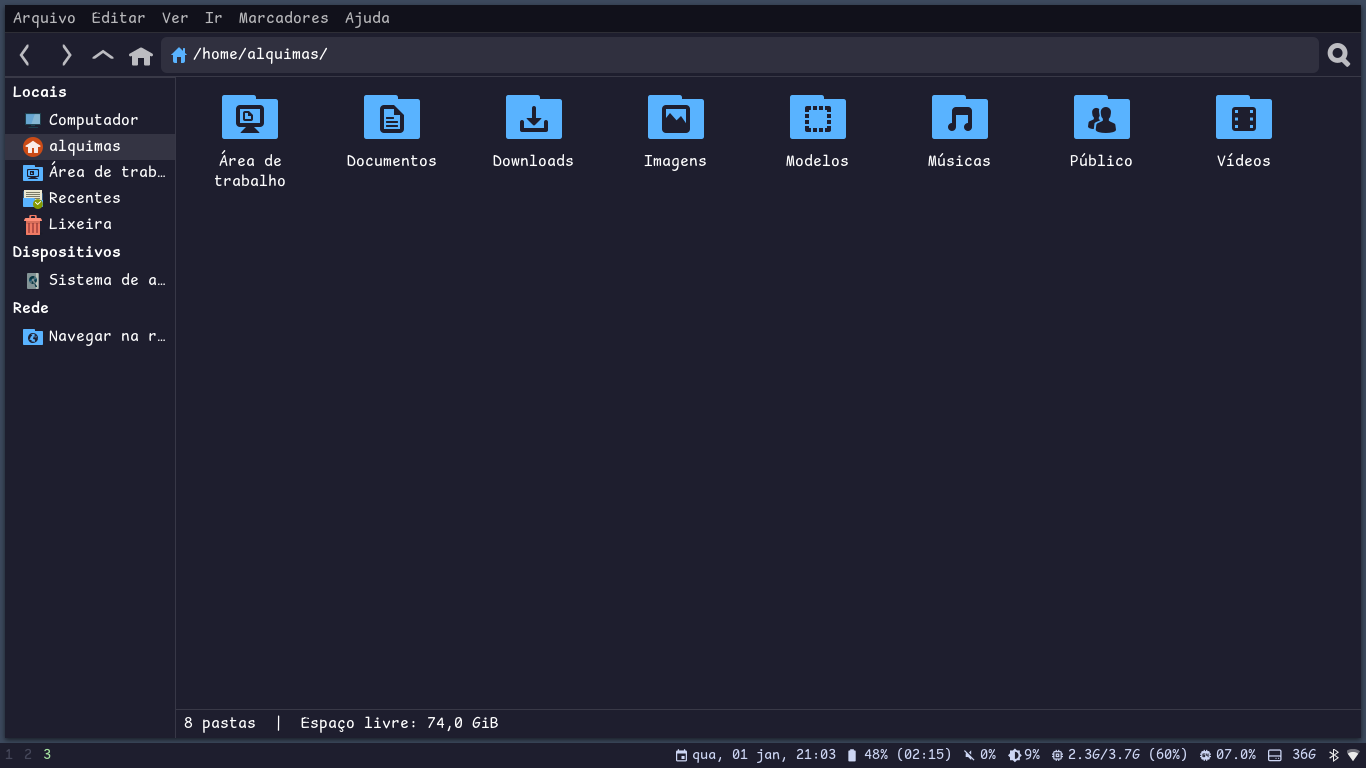 Arquivo Editar Ver Ir Marcadores Ajuda
/home/alquimas/
Locais
Computador
alquimas
Área de trab…
Recentes
Lixeira
Dispositivos
Sistema de a…
Rede
Navegar na r…
Área de
trabalho
Documentos
Downloads
Imagens
Modelos
Músicas
Público
Vídeos
8 pastas | Espaço livre: 74,0 GiB
1 2 3
qua, 01 jan, 21:03 48% (02:15) 0% 9% 2.3G/3.7G (60%) 07.0% 36G